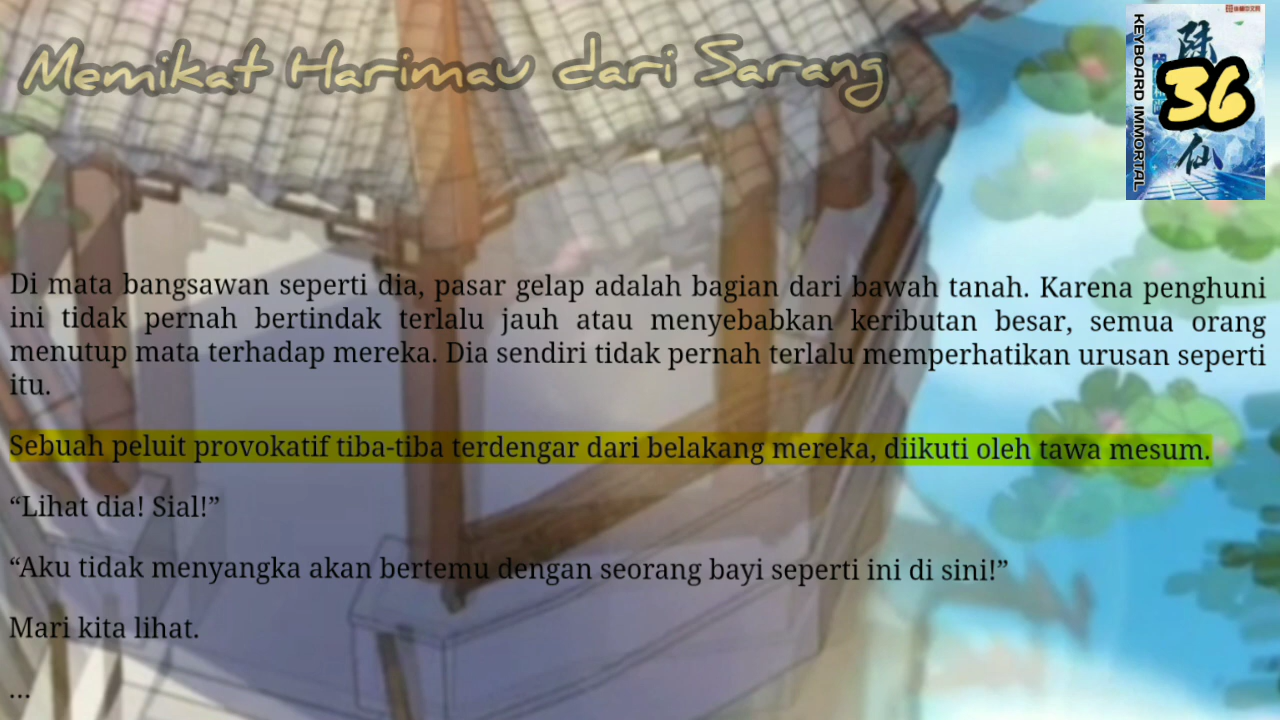 Memikat Harimau dari Sarang
KEYBOARD IMMORTAL
36
仙
Di mata bangsawan seperti dia, pasar gelap adalah bagian dari bawah tanah. Karena penghuni
ini tidak pernah bertindak terlalu jauh atau menyebabkan keributan besar, semua orang
menutup mata terhadap mereka. Dia sendiri tidak pernah terlalu memperhatikan urusan seperti
itu.
Sebuah peluit provokatif tiba-tiba terdengar dari belakang mereka, diikuti oleh tawa mesum.
“Lihat dia! Sial!”
“Aku tidak menyangka akan bertemu dengan seorang bayi seperti ini di sini!”
Mari kita lihat.
…